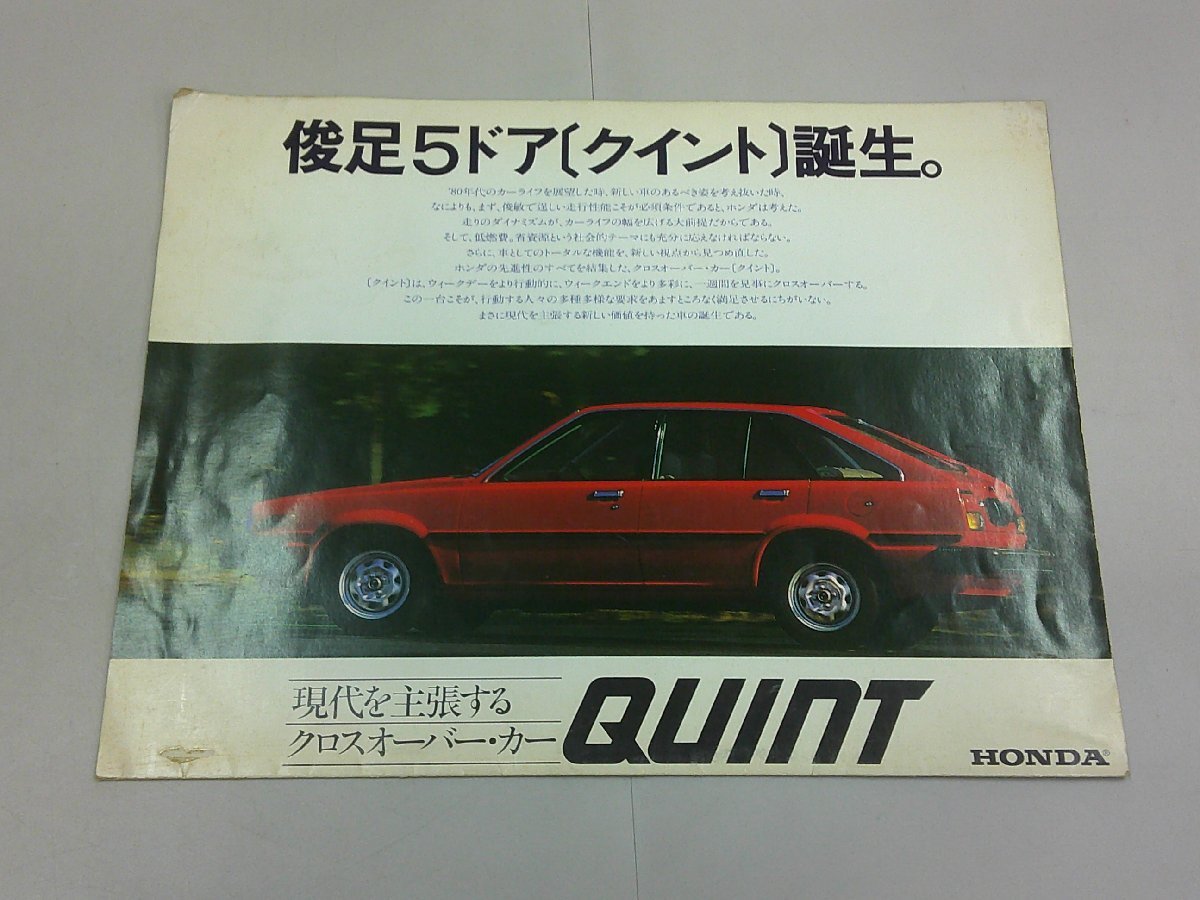 俊足5ドア〔クイント〕誕生。
'80年代のカーライフを展望した時、新しい車のあるべき姿を考え抜いた時、
なによりも、まず、俊敏で逞しい走行性能こそが必須条件であると、ホンダは考えた。
走りのダイナミズムが、カーライフの幅を広げる大前提だからである。
そして、低燃費。省資源という社会的テーマにも充分に応えなければならない。
さらに、車としてのトータルな機能を、新しい視点から見つめ直した。
ホンダの先進性のすべてを結集した、クロスオーバー・カー〔クイント〕。
〔クイント〕は、ウィークデーをより行動的に、ウィークエンドをより多彩に、一週間を見事にクロスオーバーする。
この一台こそが、行動する人々の多種多様な要求をあますところなく満足させるにちがいない。
まさに現代を主張する新しい価値を持った車の誕生である。
現代を主張する
クロスオーバー・カー
QUINT
HONDA®